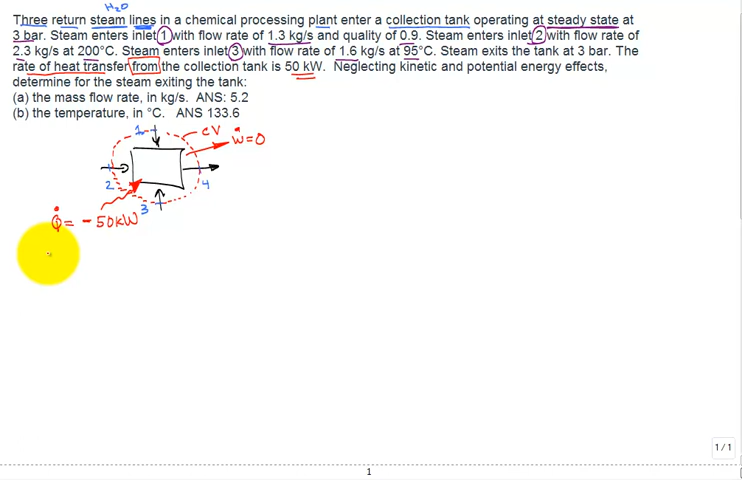 H₂O
Three return steam lines in a chemical processing plant enter a collection tank operating at steady state at
3 bar. Steam enters inlet 1 with flow rate of 1.3 kg/s and quality of 0.9. Steam enters inlet 2 with flow rate of
2.3 kg/s at 200°C. Steam enters inlet 3 with flow rate of 1.6 kg/s at 95°C. Steam exits the tank at 3 bar. The
rate of heat transfer from the collection tank is 50 kW. Neglecting kinetic and potential energy effects,
determine for the steam exiting the tank:
(a) the mass flow rate, in kg/s. ANS: 5.2
(b) the temperature, in °C. ANS 133.6
CV
Ẇ=0
2
4
3
Q̇= -50kW
1 / 1
1